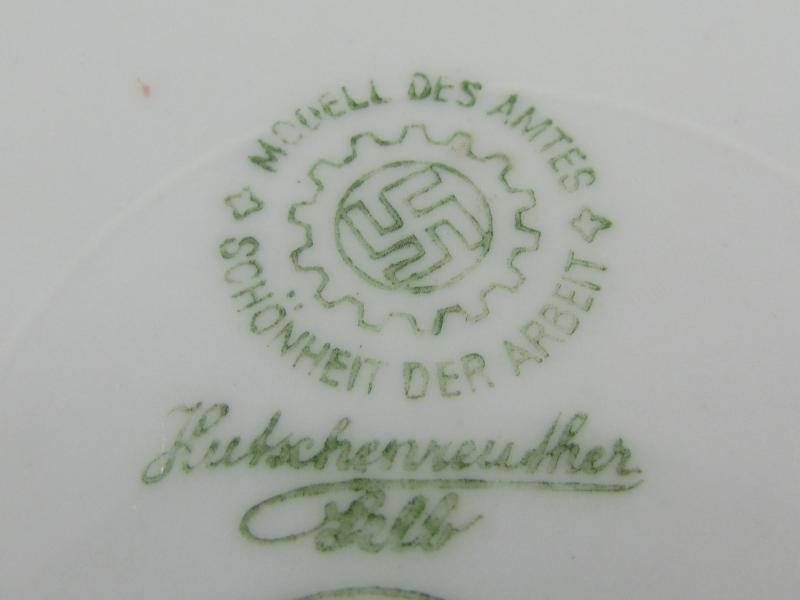 MODELL DES AMTES
SCHÖNHEIT DER ARBEIT
Hutschenreuther
Selb